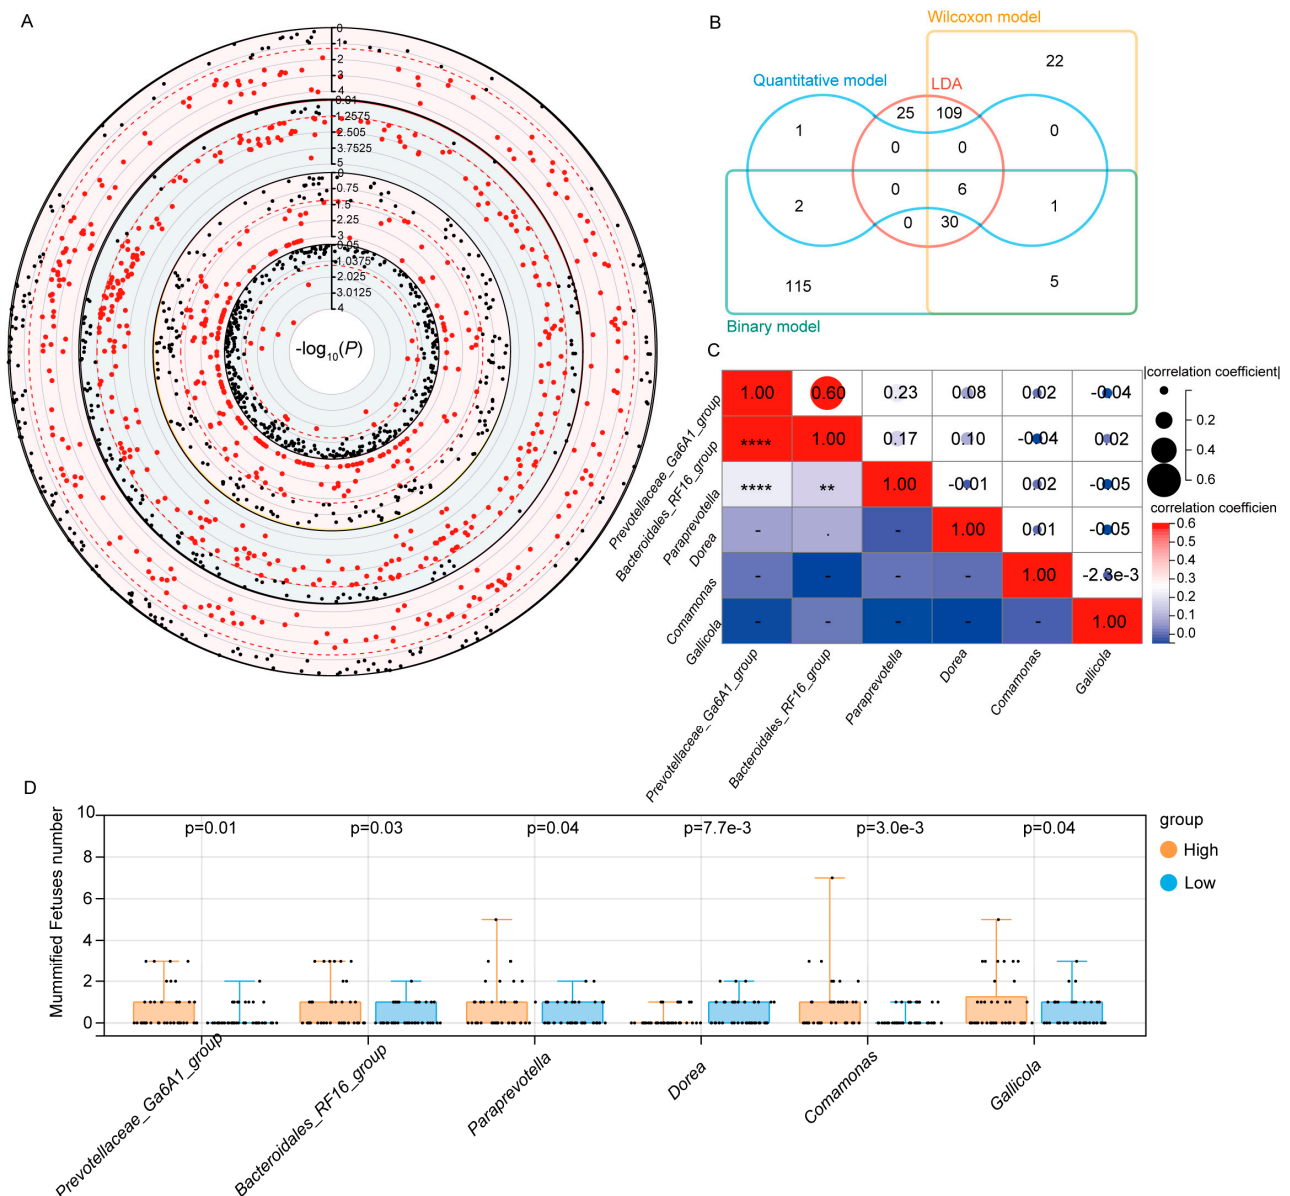 A
0
1
2
3
4
0.01
1.2575
2.505
3.7525
5
0
0.75
1.5
2.25
3
0.05
1.0375
2.025
3.0125
4
-log10(P)
B
Wilcoxon model
22
Quantitative model
LDA
25 109
1
0 0
0
0 6
2
1
0 30
115
5
Binary model
C
1.00 0.60 0.23 0.08 0.02 -0.04
**** 1.00 0.17 0.10 -0.04 0.02
**** ** 1.00 -0.01 0.02 -0.05
- . - 1.00 0.01 -0.05
- - - - 1.00 -2.3e-3
- - - - - 1.00
Prevotellaceae_Ga6A1_group
Bacteroidales_RF16_group
Paraprevotella
Dorea
Comamonas
Gallicola
Prevotellaceae_Ga6A1_group
Bacteroidales_RF16_group
Paraprevotella
Dorea
Comamonas
Gallicola
|correlation coefficient|
0.2
0.4
0.6
correlation coefficien
0.6
0.5
0.4
0.3
0.2
0.1
0.0
D
Mummified Fetuses number
10
8
6
4
2
0
p=0.01 p=0.03 p=0.04 p=7.7e-3 p=3.0e-3 p=0.04
group
High
Low
Prevotellaceae_Ga6A1_group
Bacteroidales_RF16_group
Paraprevotella
Dorea
Comamonas
Gallicola